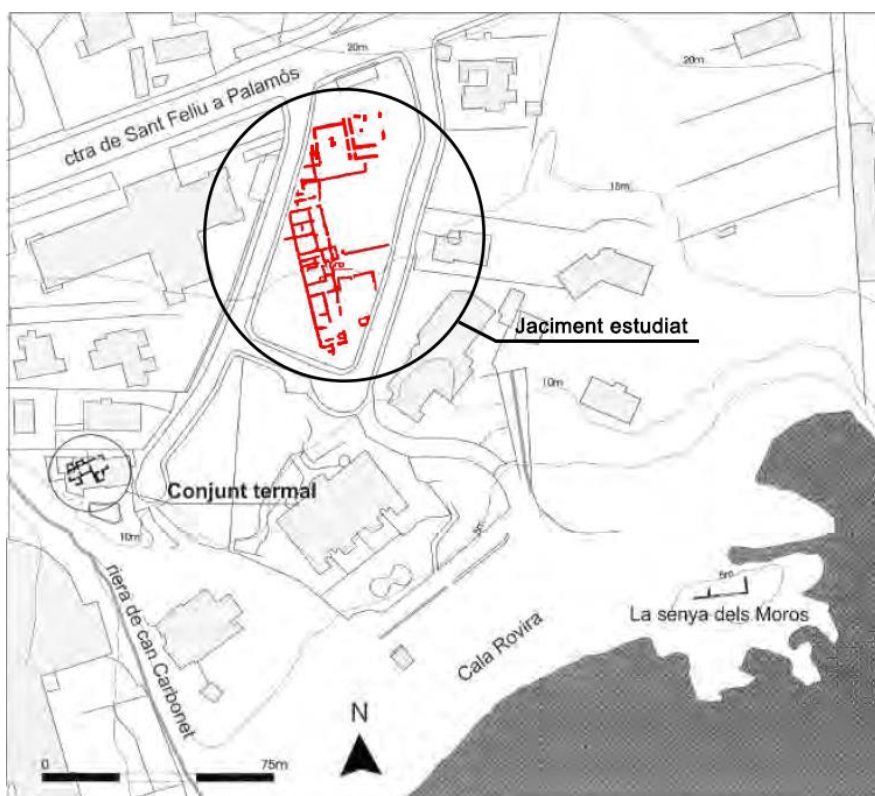 20m
20m
ctra de Sant Feliu a Palamós
15m
Jaciment estudiat
10m
Conjunt termal
10m
5m
riera de can Carbonet
5m
La senya dels Moros
Cala Rovira
N
0 75m